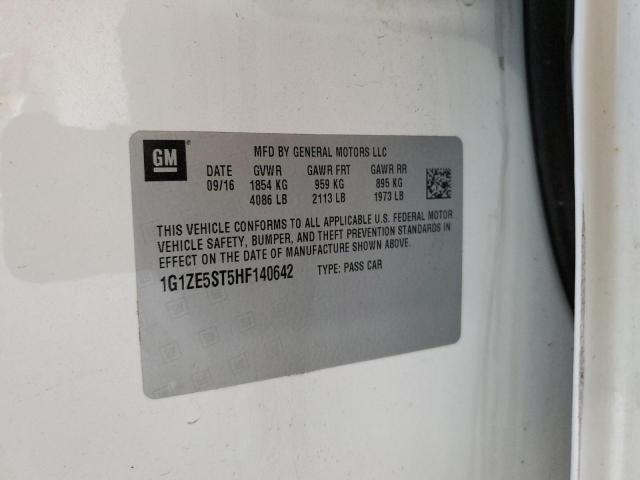 GM
MFD BY GENERAL MOTORS LLC
DATE GVWR GAWR FRT GAWR RR
09/16 1854 KG 959 KG 895 KG
4086 LB 2113 LB 1973 LB
THIS VEHICLE CONFORMS TO ALL APPLICABLE U.S. FEDERAL MOTOR
VEHICLE SAFETY, BUMPER, AND THEFT PREVENTION STANDARDS IN
EFFECT ON THE DATE OF MANUFACTURE SHOWN ABOVE.
1G1ZE5ST5HF140642 TYPE: PASS CAR